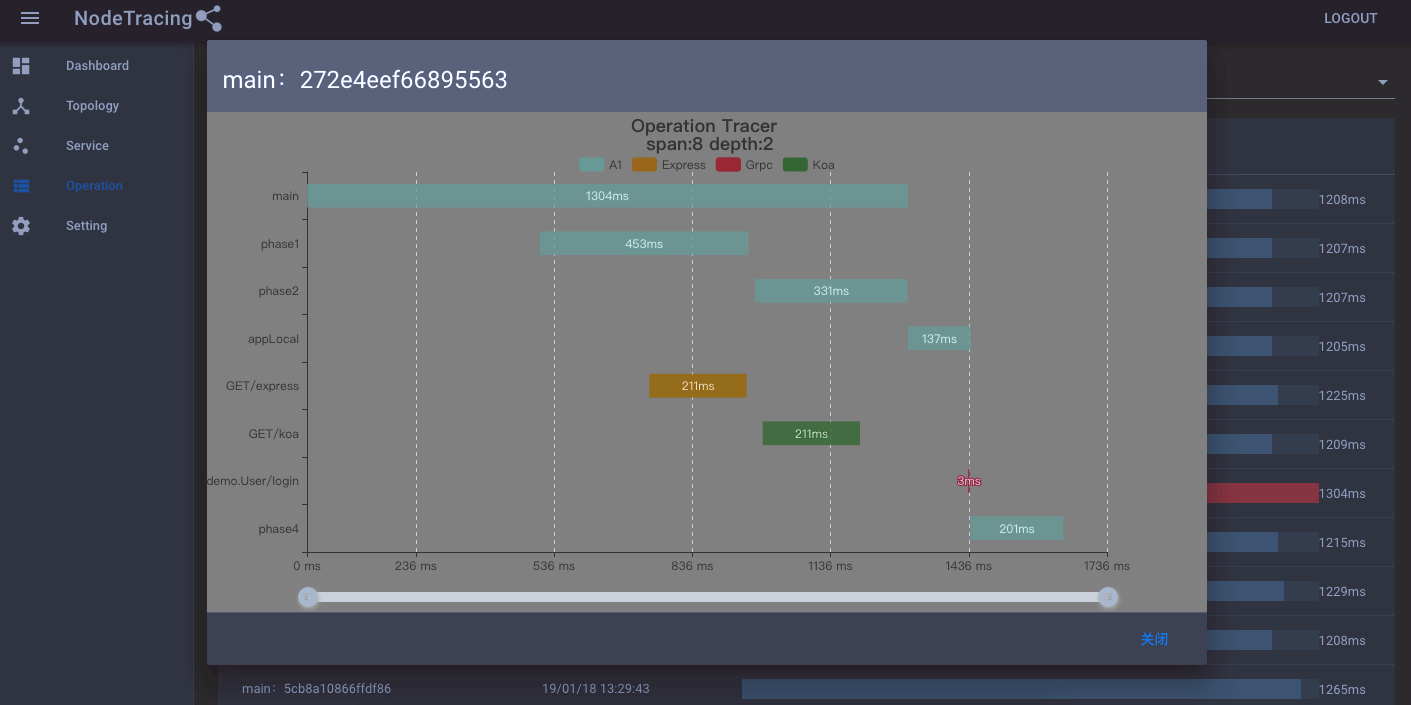 NodeTracing
LOGOUT
Dashboard
Topology
Service
Operation
Setting
main：272e4eef66895563
Operation Tracer
span:8 depth:2
A1 Express Grpc Koa
main 1304ms
phase1 453ms
phase2 331ms
appLocal 137ms
GET/express 211ms
GET/koa 211ms
demo.User/login 3ms
phase4 201ms
0 ms 236 ms 536 ms 836 ms 1136 ms 1436 ms 1736 ms
关闭
1208ms
1207ms
1207ms
1205ms
1225ms
1209ms
1304ms
1215ms
1229ms
1208ms
main：5cb8a10866ffdf86 19/01/18 13:29:43 1265ms